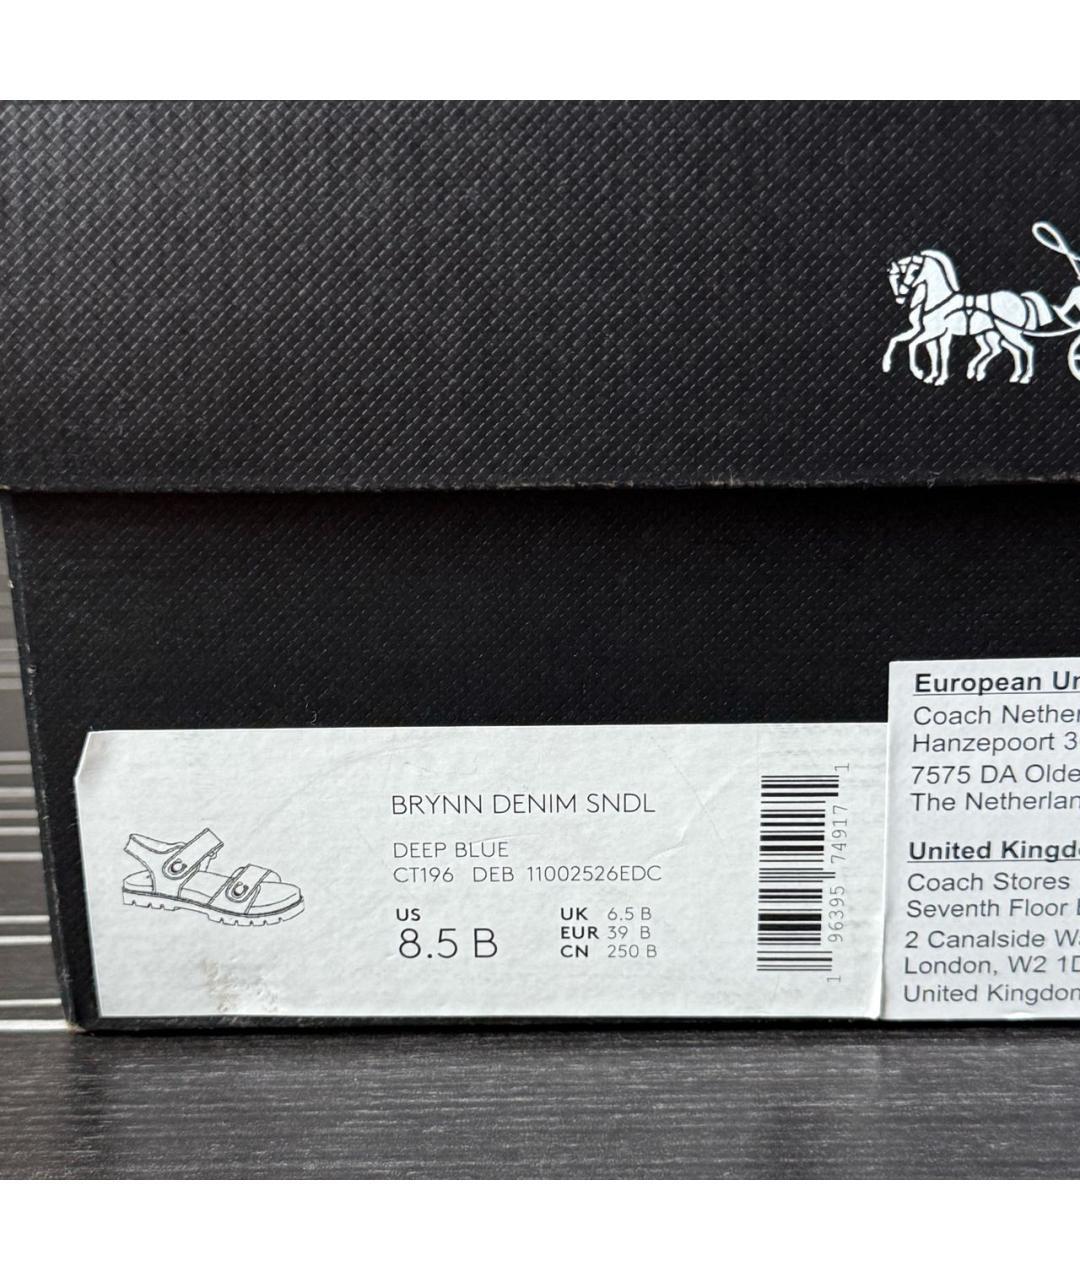 BRYNN DENIM SNDL
DEEP BLUE
CT196 DEB 11002526EDC
US
8.5 B
UK 6.5 B
EUR 39 B
CN 250 B
1 96395 74917 1
European Un
Coach Nether
Hanzepoort 3
7575 DA Olde
The Netherlan
United Kingdo
Coach Stores
Seventh Floor
2 Canalside Wa
London, W2 1D
United Kingdom